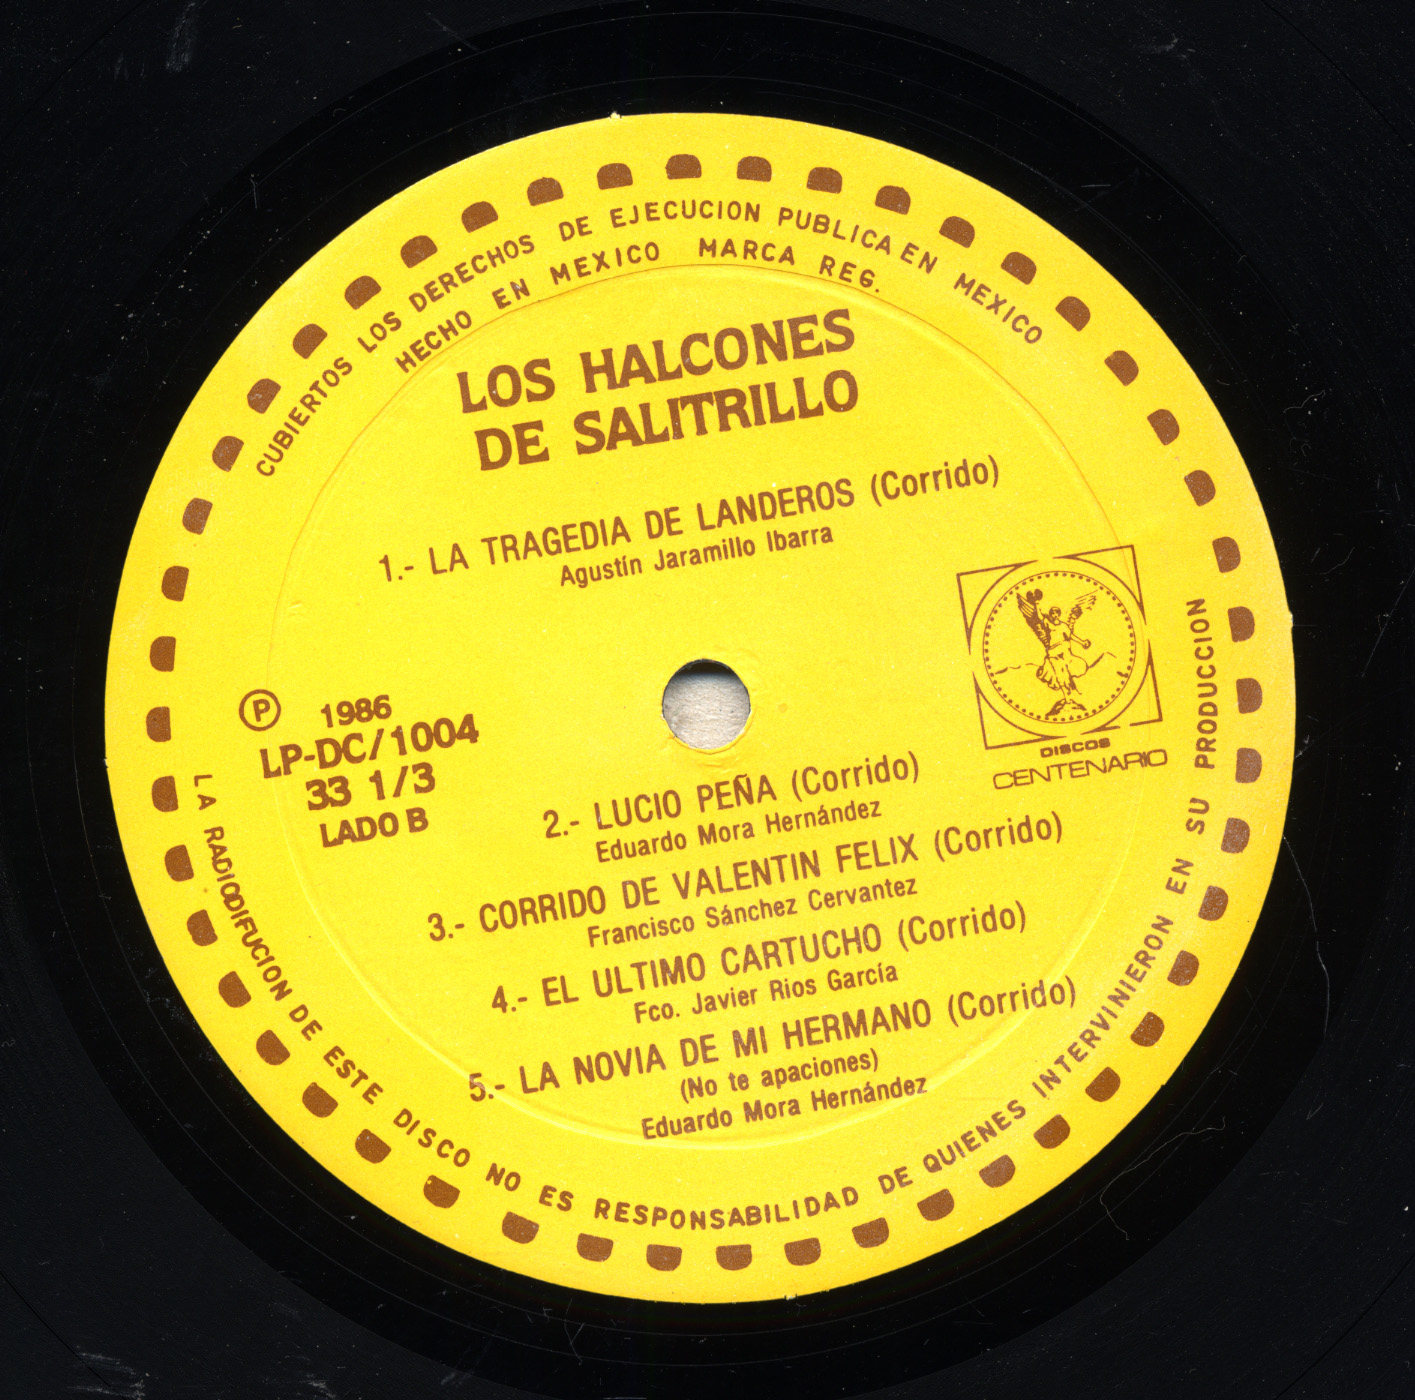 CUBIERTOS LOS DERECHOS DE EJECUCION PUBLICA EN MEXICO
HECHO EN MEXICO MARCA REG.
LOS HALCONES
DE SALITRILLO
1.- LA TRAGEDIA DE LANDEROS (Corrido)
Agustín Jaramillo Ibarra
P 1986
LP-DC/1004
33 1/3
LADO B
DISCOS
CENTENARIO
2.- LUCIO PEÑA (Corrido)
Eduardo Mora Hernández
3.- CORRIDO DE VALENTIN FELIX (Corrido)
Francisco Sánchez Cervantez
4.- EL ULTIMO CARTUCHO (Corrido)
Fco. Javier Rios García
5.- LA NOVIA DE MI HERMANO (Corrido)
(No te apaciones)
Eduardo Mora Hernández
LA RADIODIFUCION DE ESTE DISCO NO ES RESPONSABILIDAD DE QUIENES INTERVINIERON EN SU PRODUCCION